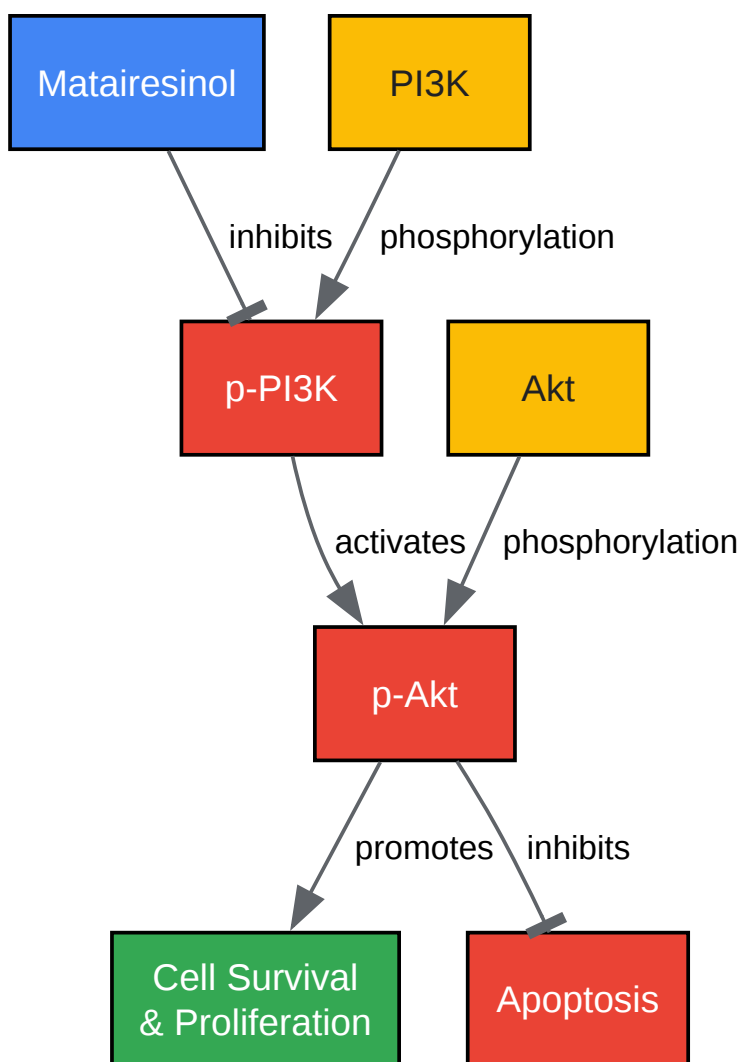 Matairesinol
PI3K
inhibits
phosphorylation
p-PI3K
Akt
activates
phosphorylation
p-Akt
promotes
inhibits
Cell Survival
& Proliferation
Apoptosis